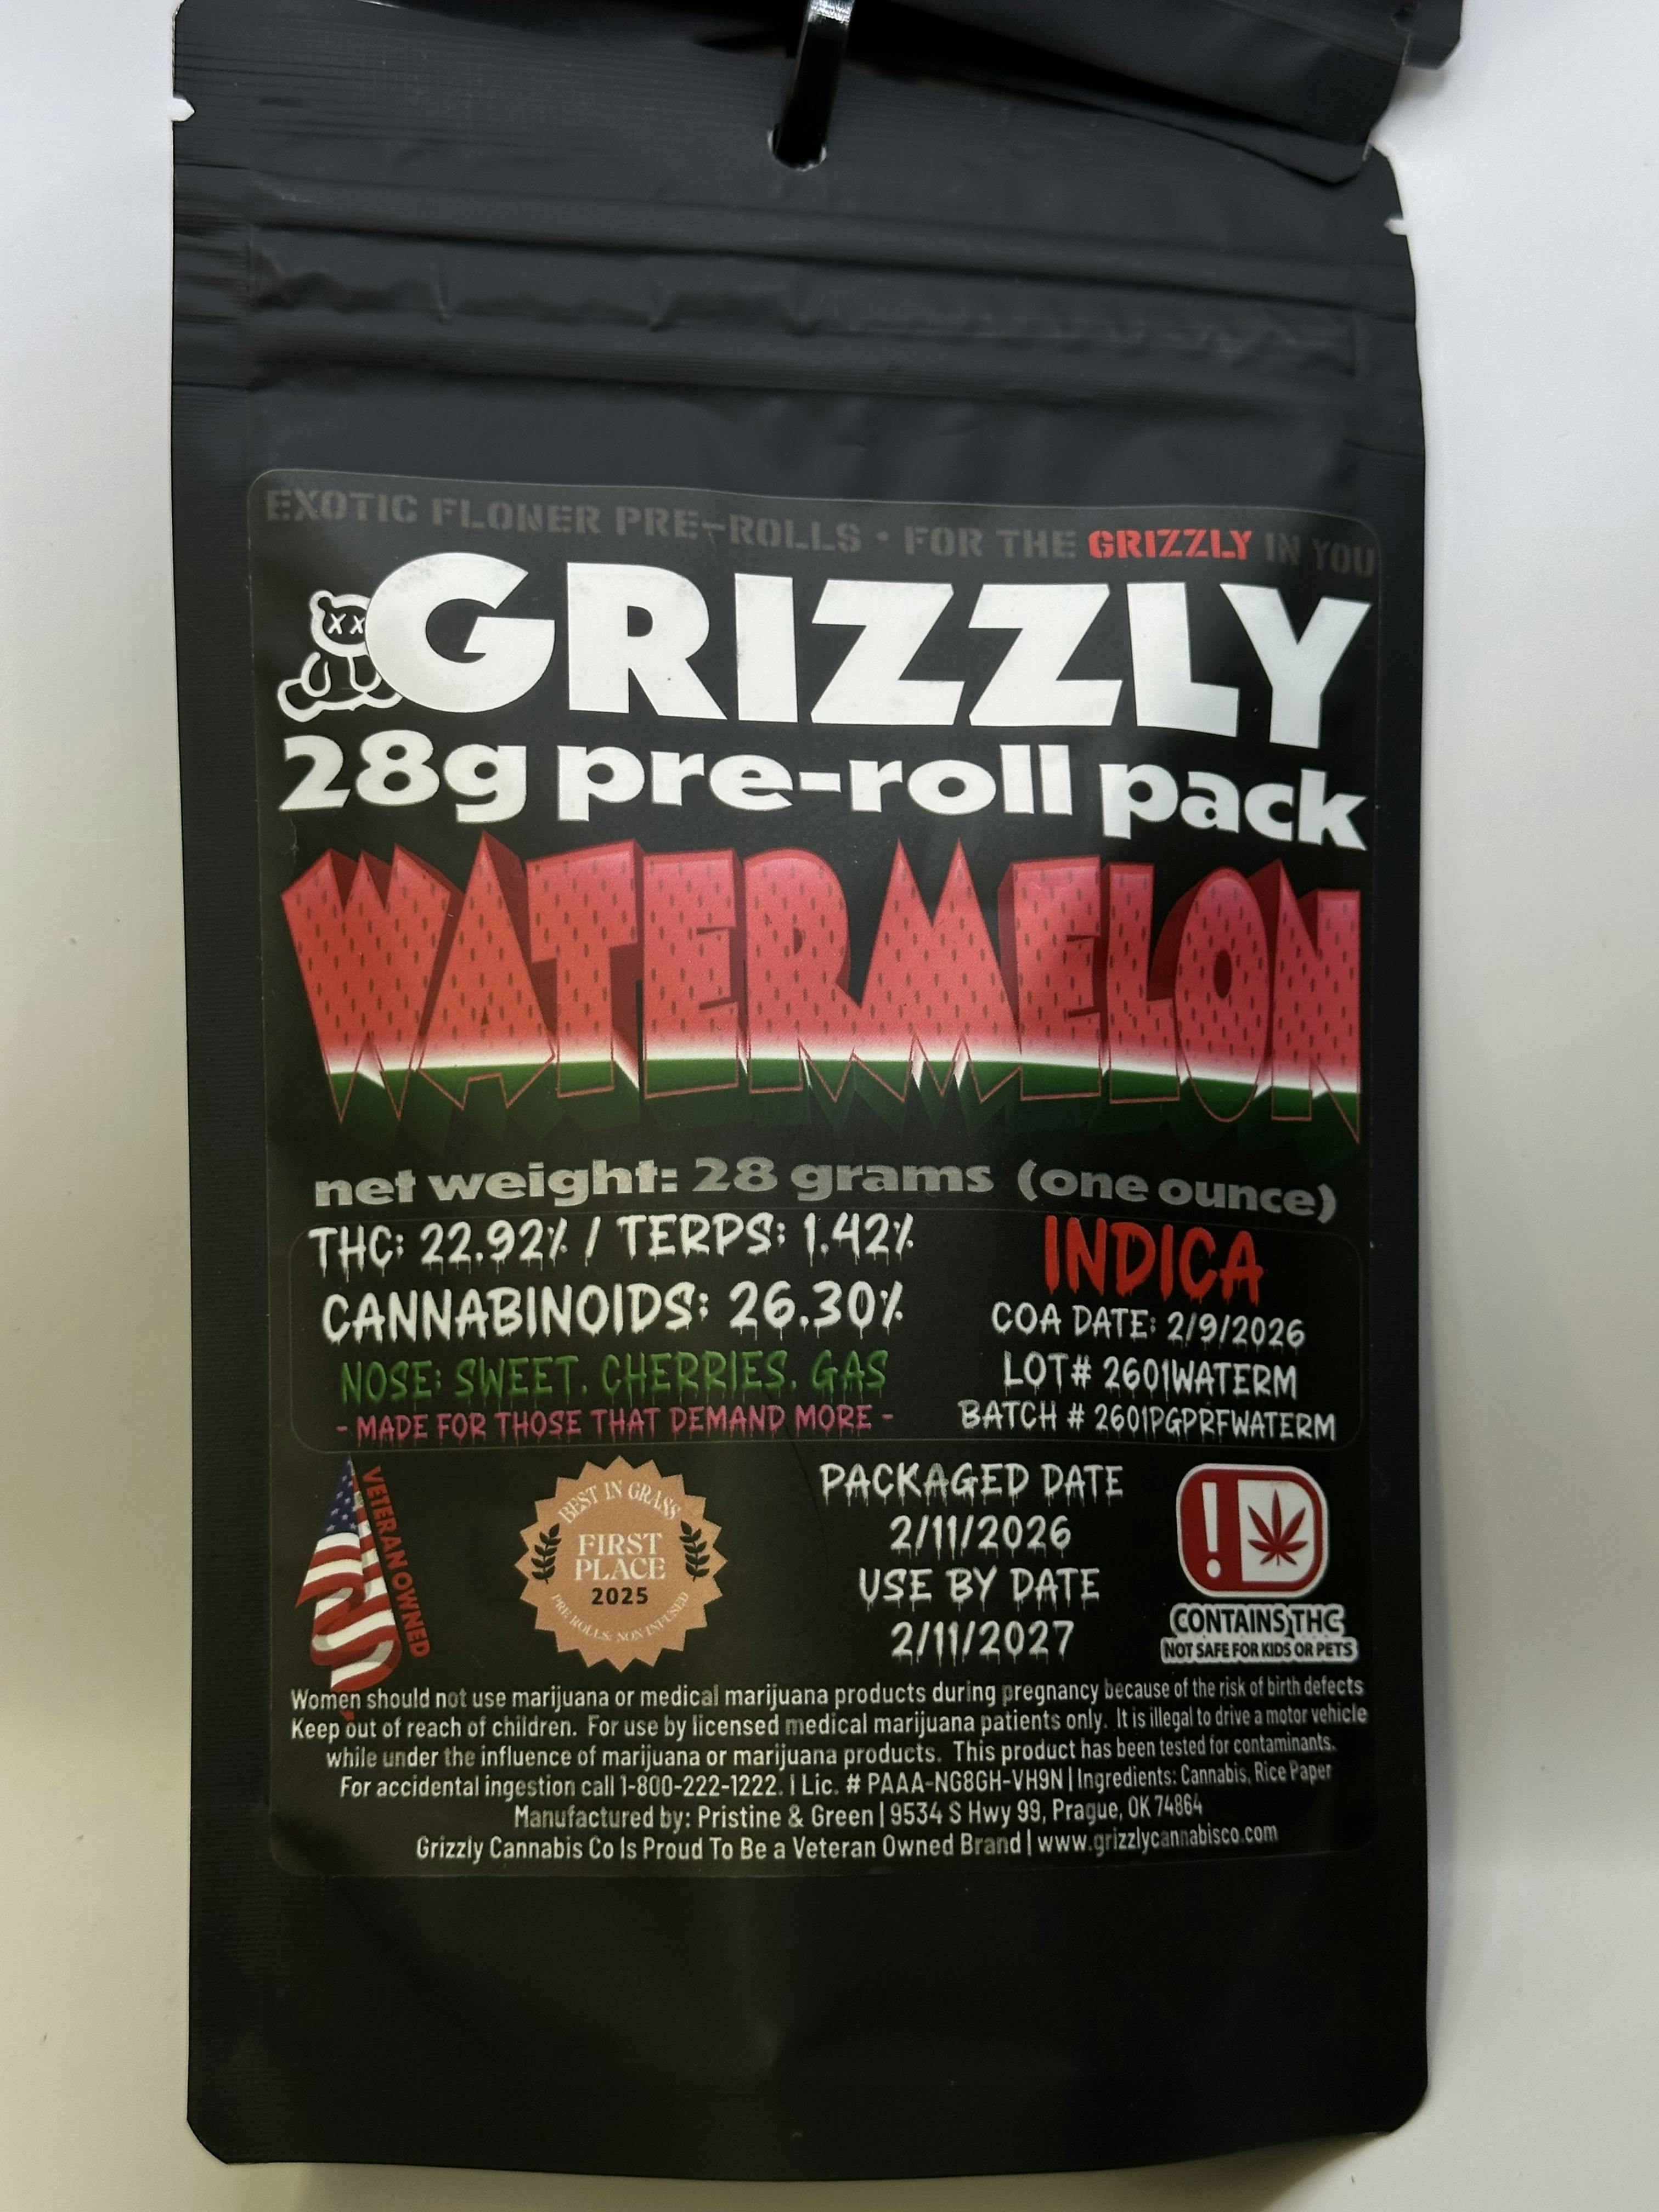 EXOTIC FLOWER PRE-ROLLS • FOR THE GRIZZLY IN YOU
GRIZZLY
28g pre-roll pack
WATERMELON
net weight: 28 grams (one ounce)
THC: 22.92% / TERPS: 1.42%
CANNABINOIDS: 26.30%
NOSE: SWEET, CHERRIES, GAS
- MADE FOR THOSE THAT DEMAND MORE -
INDICA
COA DATE: 2/9/2026
LOT# 2601WATERM
BATCH # 2601PGPRFWATERM
VETERAN OWNED
BEST IN GRASS
FIRST
PLACE
2025
PRE ROLLS: NON INFUSED
PACKAGED DATE
2/11/2026
USE BY DATE
2/11/2027
CONTAINS THC
NOT SAFE FOR KIDS OR PETS
Women should not use marijuana or medical marijuana products during pregnancy because of the risk of birth defects
Keep out of reach of children. For use by licensed medical marijuana patients only. It is illegal to drive a motor vehicle
while under the influence of marijuana or marijuana products. This product has been tested for contaminants.
For accidental ingestion call 1-800-222-1222. | Lic. # PAAA-NG8GH-VH9N | Ingredients: Cannabis, Rice Paper
Manufactured by: Pristine & Green | 9534 S Hwy 99, Prague, OK 74864
Grizzly Cannabis Co Is Proud To Be a Veteran Owned Brand | www.grizzlycannabisco.com